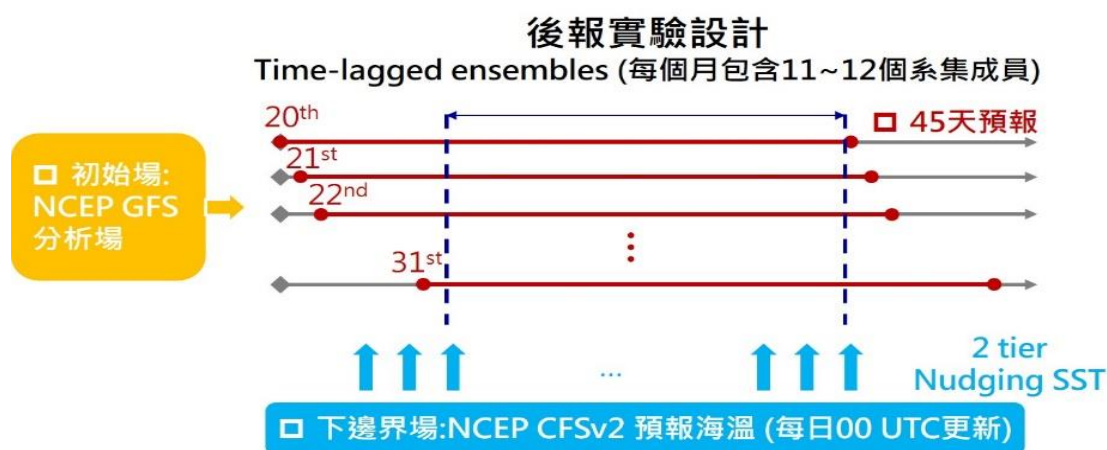 後報實驗設計
Time-lagged ensembles (每個月包含11~12個系集成員)
20th
45天預報
21st
初始場:
NCEP GFS
分析場
22nd
31st
2 tier
Nudging SST
...
下邊界場:NCEP CFSv2 預報海溫 (每日00 UTC更新)